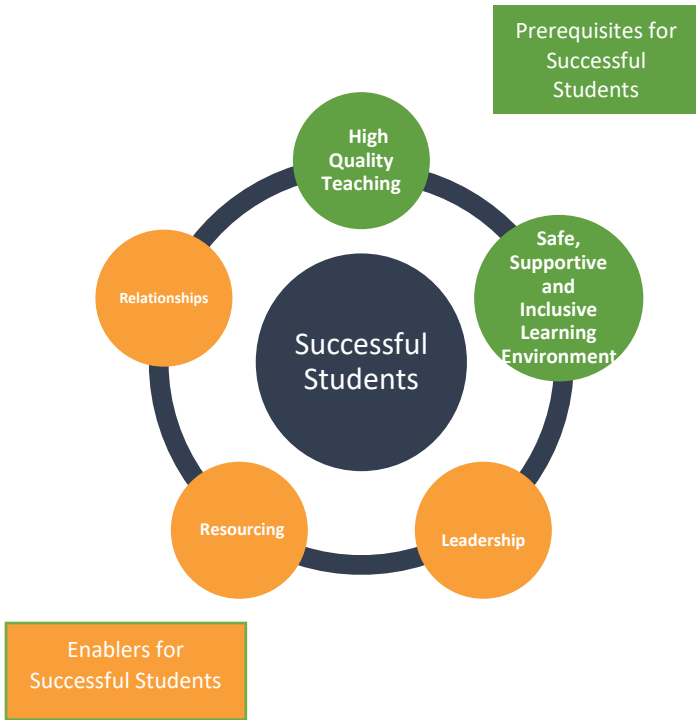 Prerequisites for
Successful
Students
High
Quality
Teaching
Safe,
Supportive
and
Inclusive
Learning
Environment
Relationships
Successful
Students
Resourcing
Leadership
Enablers for
Successful Students